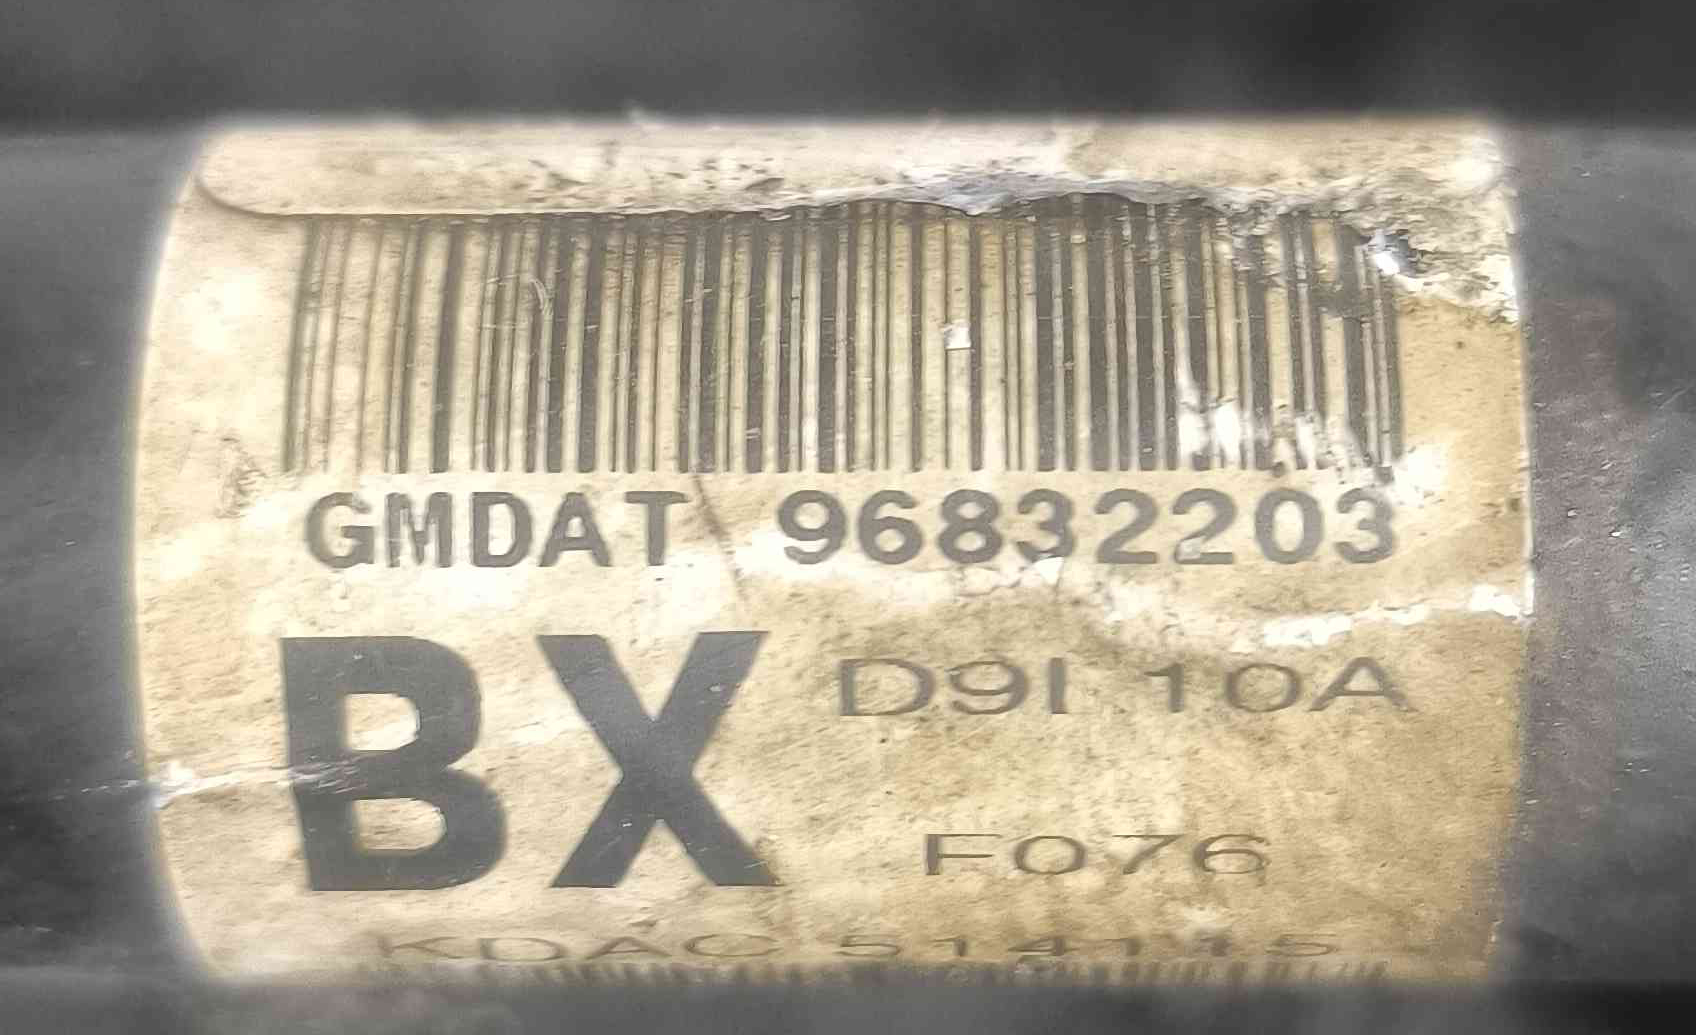 GMDAT 96832203
BX D9I 10A
F076
KDAC 514115